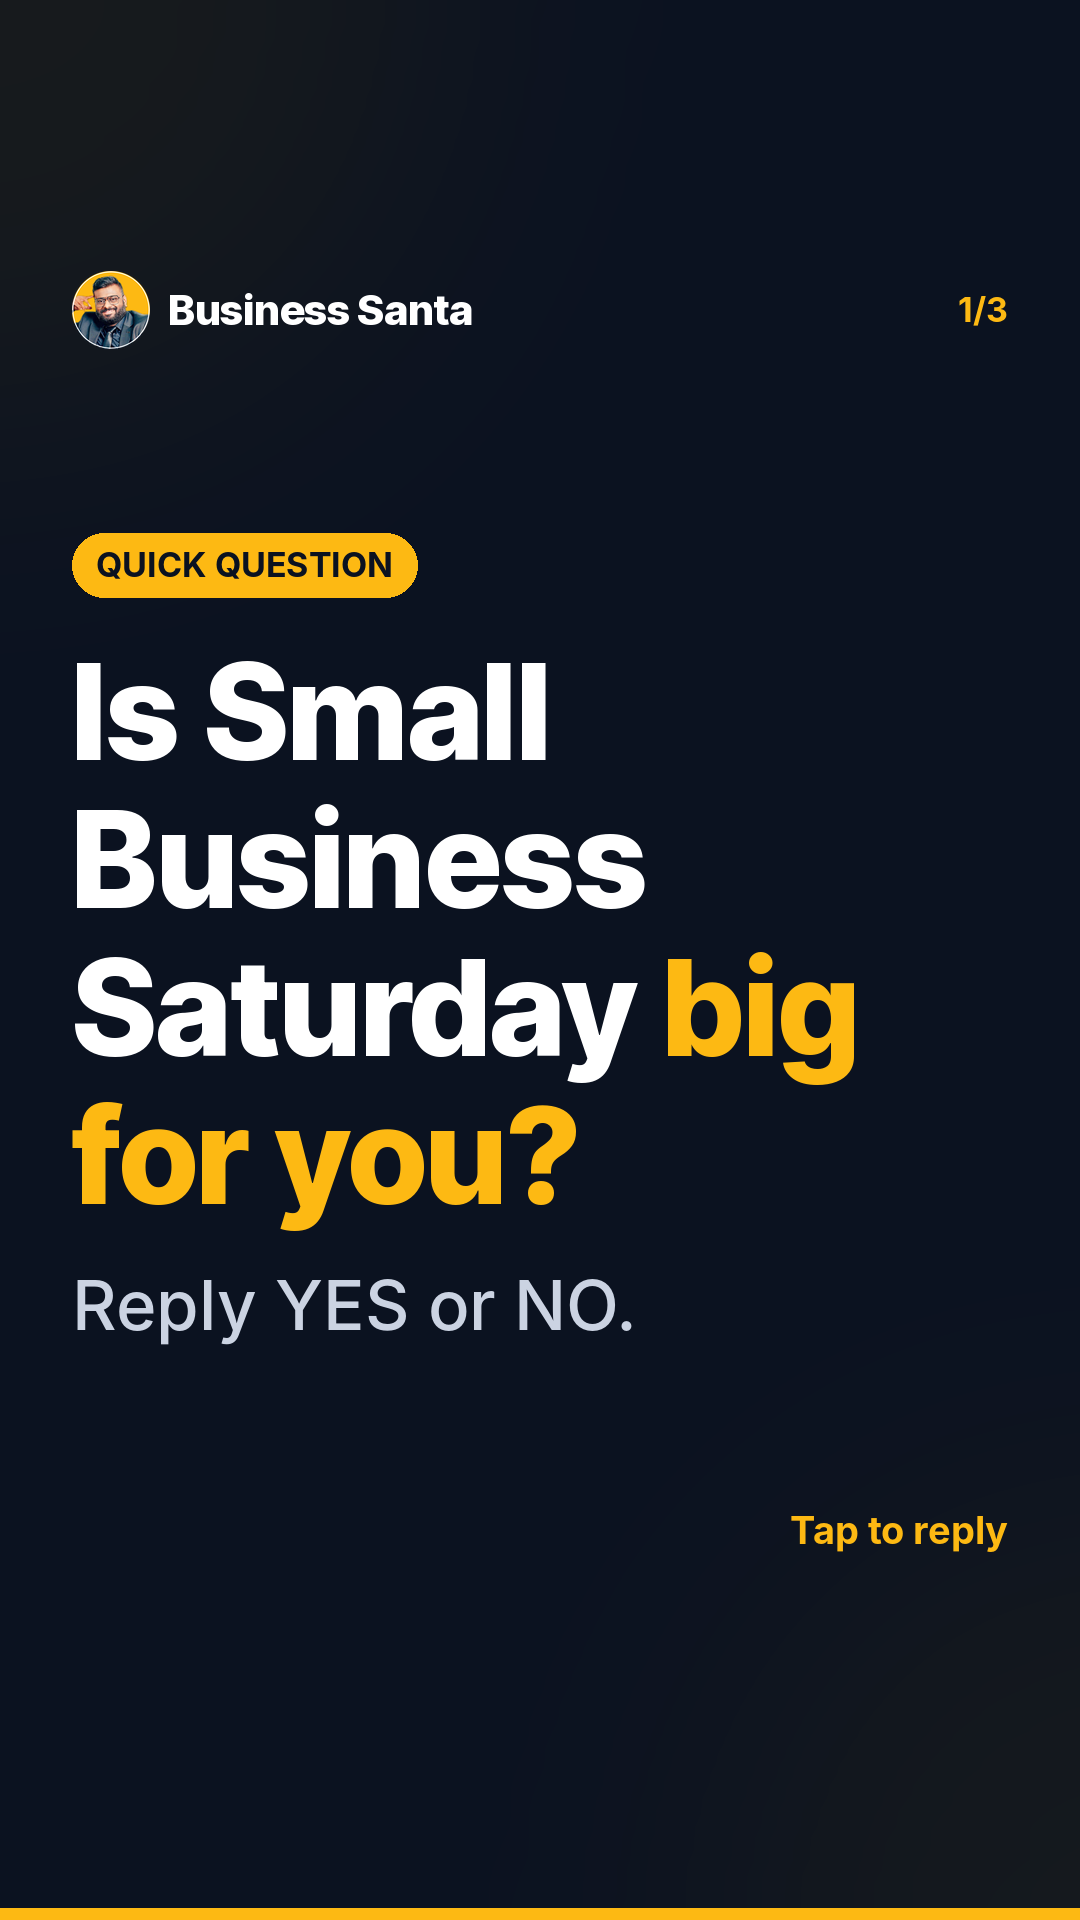 Business Santa
1/3
QUICK QUESTION
Is Small
Business
Saturday big
for you?
Reply YES or NO.
Tap to reply